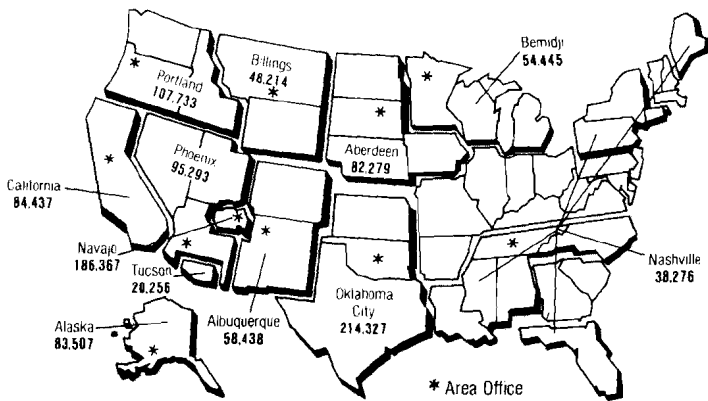 Bemidji
54.445
Billings
48.214
Portland
107.733
Phoenix
95.293
Aberdeen
82.279
California
84.437
Navajo
186.367
Tucson
20.256
Nashville
38.276
Oklahoma
City
214.327
Albuquerque
58.438
Alaska
83.507
* Area Office